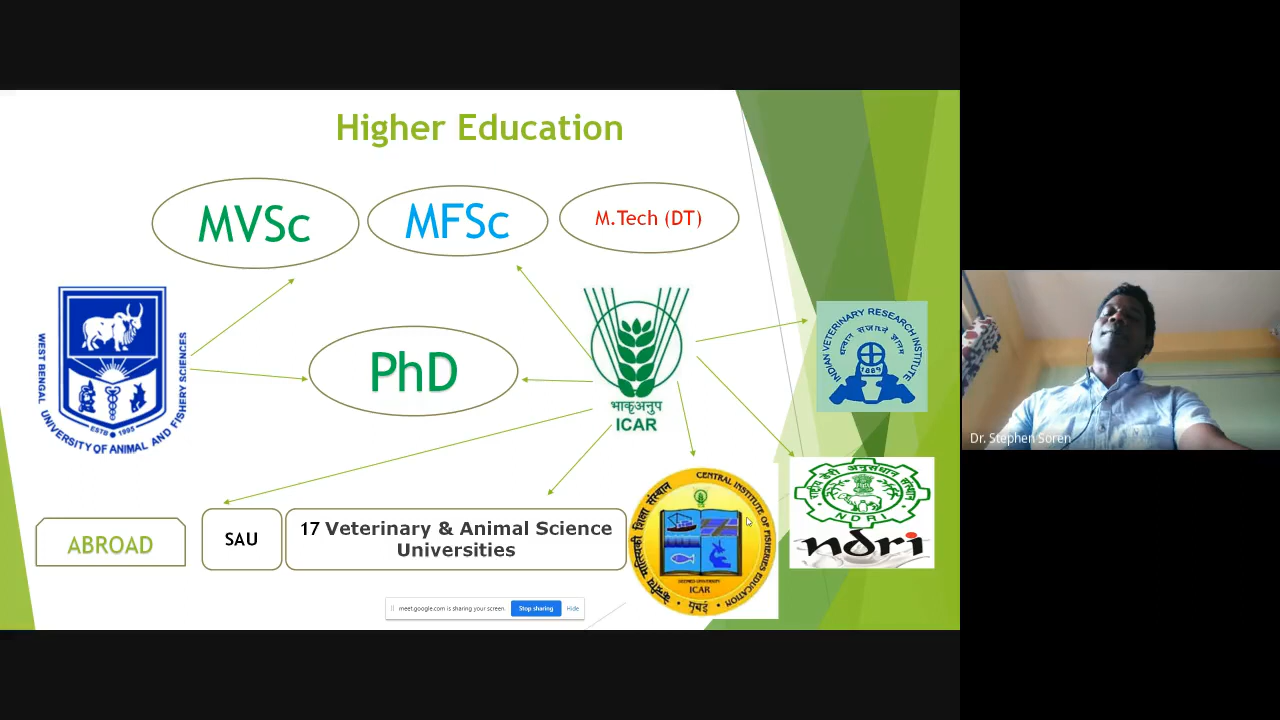 Higher Education
MVSc
MFSc
M.Tech (DT)
WEST BENGAL UNIVERSITY OF ANIMAL AND FISHERY SCIENCES
ESTB 1995
PhD
भाकृअनुप
ICAR
INDIAN VETERINARY RESEARCH INSTITUTE
1889
Dr. Stephen Soren
ABROAD
SAU
17 Veterinary & Animal Science
Universities
CENTRAL INSTITUTE OF FISHERIES EDUCATION
ICAR
मुंबई
NDRI
ndri
meet.google.com is sharing your screen.
Stop sharing
Hide